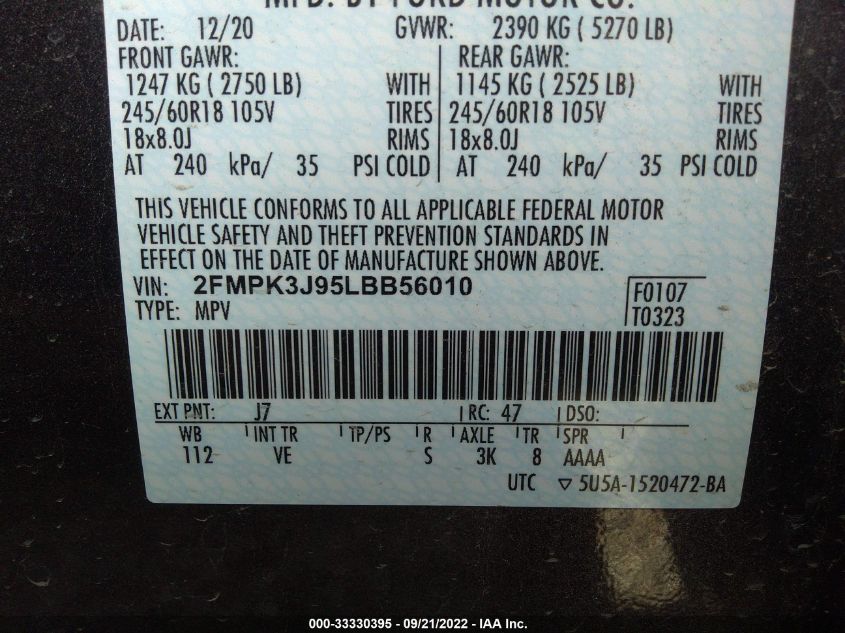 MFD. BY FORD MOTOR CO.
DATE: 12/20 GVWR: 2390 KG ( 5270 LB)
FRONT GAWR: REAR GAWR:
1247 KG ( 2750 LB) WITH 1145 KG ( 2525 LB) WITH
245/60R18 105V TIRES 245/60R18 105V TIRES
18x8.0J RIMS 18x8.0J RIMS
AT 240 kPa/ 35 PSI COLD AT 240 kPa/ 35 PSI COLD
THIS VEHICLE CONFORMS TO ALL APPLICABLE FEDERAL MOTOR
VEHICLE SAFETY AND THEFT PREVENTION STANDARDS IN
EFFECT ON THE DATE OF MANUFACTURE SHOWN ABOVE.
VIN: 2FMPK3J95LBB56010 F0107
TYPE: MPV T0323
EXT PNT: J7 RC: 47 DSO:
WB INT TR TP/PS R AXLE TR SPR
112 VE S 3K 8 AAAA
UTC ▽ 5U5A-1520472-BA
000-33330395 - 09/21/2022 - IAA Inc.